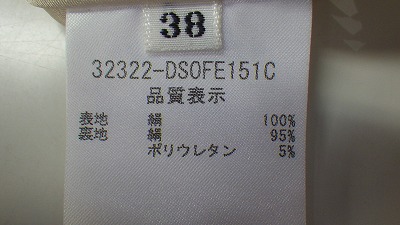 38
32322-DSOFE151C
品質表示
表地 絹 100%
裏地 絹 95%
ポリウレタン 5%